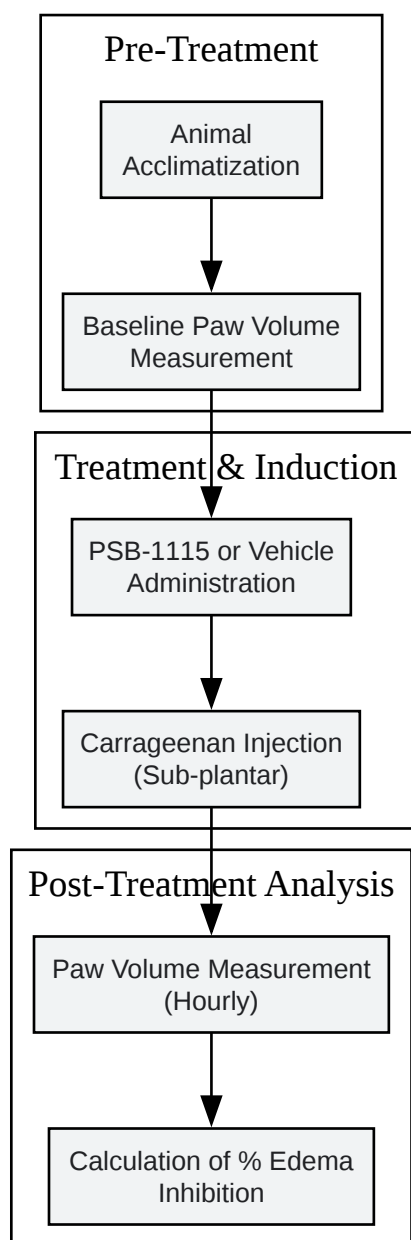 Pre-Treatment
Animal
Acclimatization
Baseline Paw Volume
Measurement
Treatment & Induction
PSB-1115 or Vehicle
Administration
Carrageenan Injection
(Sub-plantar)
Post-Treatment Analysis
Paw Volume Measurement
(Hourly)
Calculation of % Edema
Inhibition